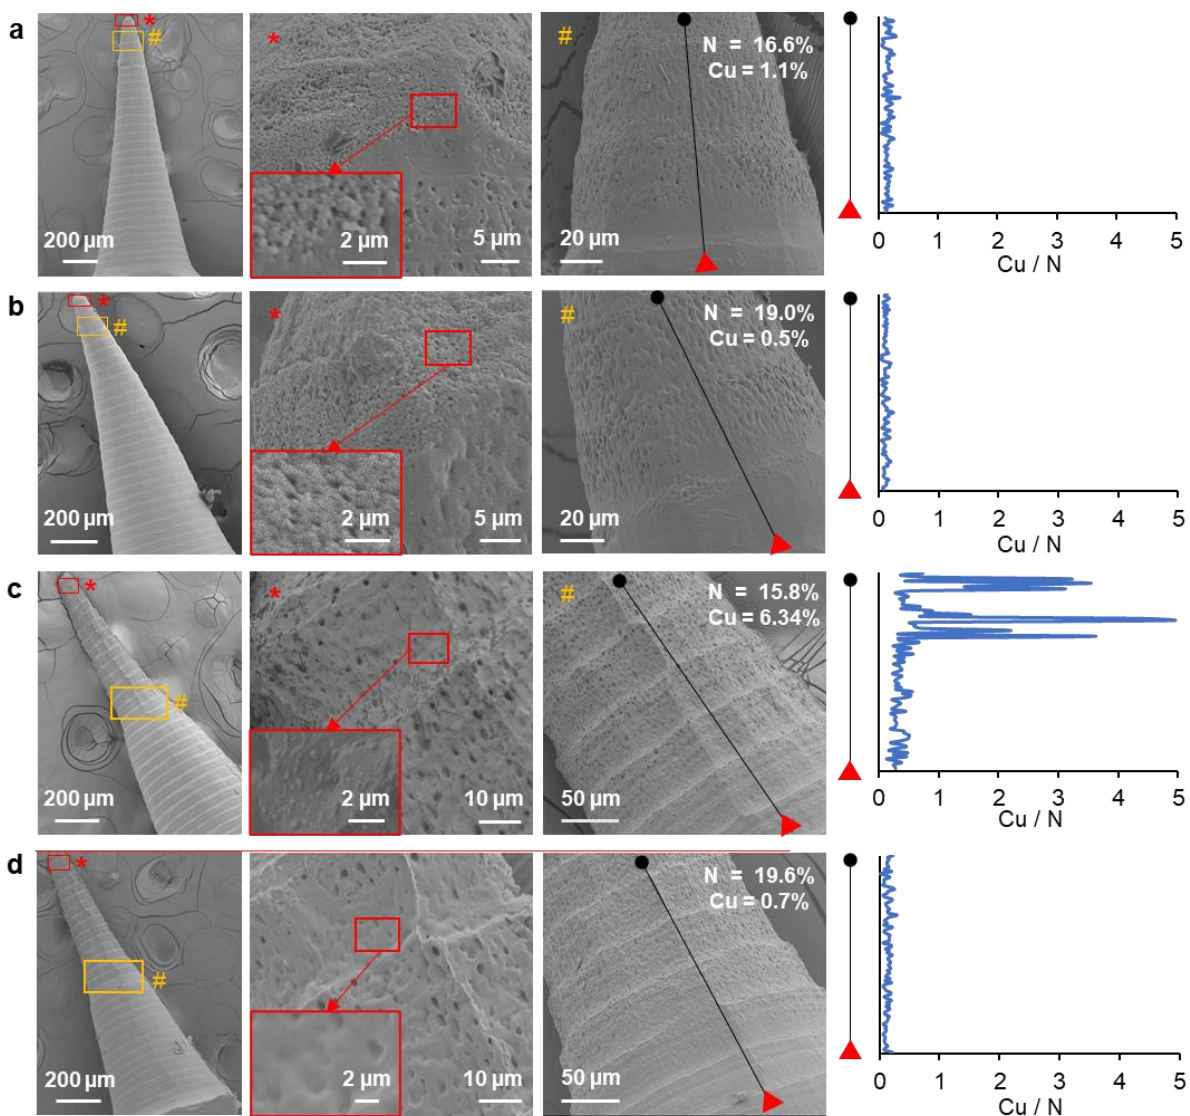 a
*
#
200 µm
*
2 µm
5 µm
#
N = 16.6%
Cu = 1.1%
20 µm
0 1 2 3 4 5
Cu / N
b
*
#
200 µm
*
2 µm
5 µm
#
N = 19.0%
Cu = 0.5%
20 µm
0 1 2 3 4 5
Cu / N
c
*
#
200 µm
*
2 µm
10 µm
#
N = 15.8%
Cu = 6.34%
50 µm
0 1 2 3 4 5
Cu / N
d
*
#
200 µm
2 µm
10 µm
N = 19.6%
Cu = 0.7%
50 µm
0 1 2 3 4 5
Cu / N